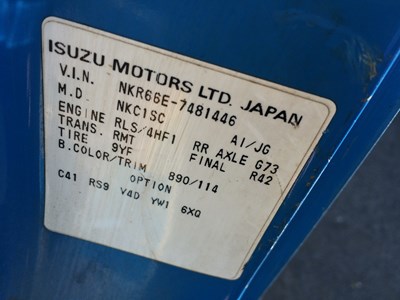 ISUZU MOTORS LTD. JAPAN
V.I.N. NKR66E-7481446
M.D NKC1SC A1/JG
ENGINE RLS/4HF1 RR AXLE G73
TRANS. RMT FINAL R42
TIRE 9YF
B.COLOR/TRIM 890/114
OPTION
C41 RS9 V4D YW1 6XQ